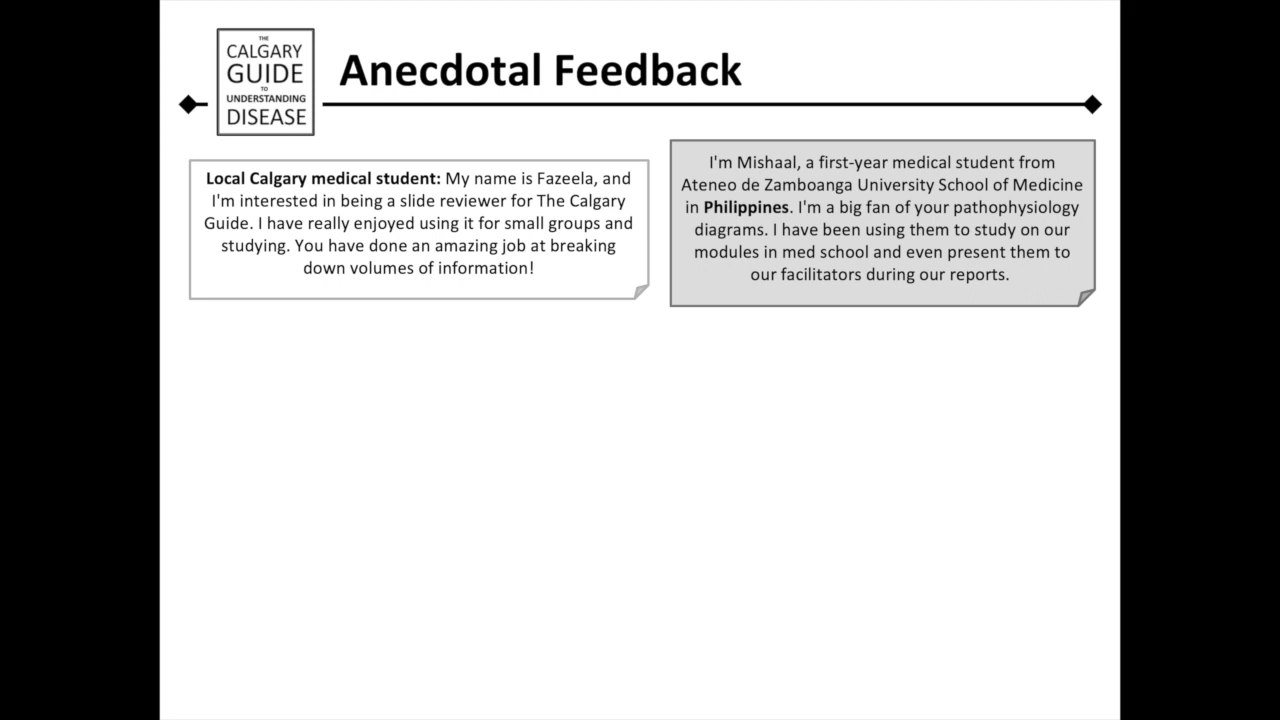 THE
CALGARY
GUIDE
TO
UNDERSTANDING
DISEASE
Anecdotal Feedback
Local Calgary medical student: My name is Fazeela, and
I'm interested in being a slide reviewer for The Calgary
Guide. I have really enjoyed using it for small groups and
studying. You have done an amazing job at breaking
down volumes of information!
I'm Mishaal, a first-year medical student from
Ateneo de Zamboanga University School of Medicine
in Philippines. I'm a big fan of your pathophysiology
diagrams. I have been using them to study on our
modules in med school and even present them to
our facilitators during our reports.